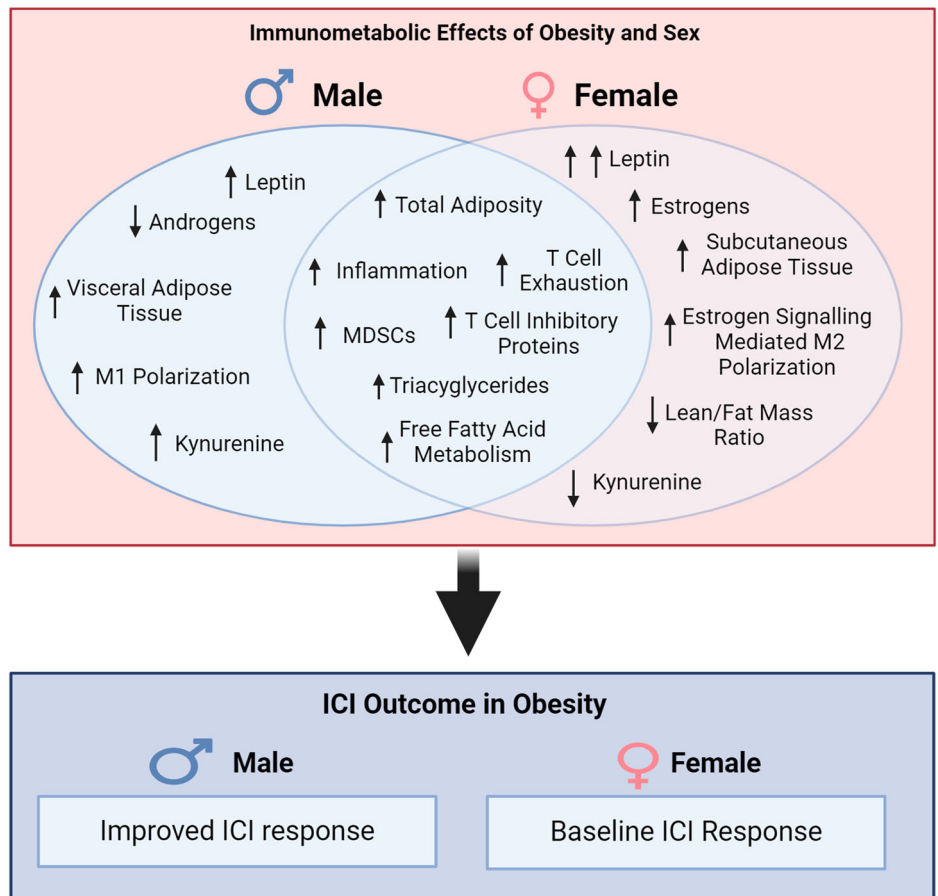 Immunometabolic Effects of Obesity and Sex
Male
Female
Leptin
Androgens
Visceral Adipose
Tissue
M1 Polarization
Kynurenine
Total Adiposity
Inflammation
T Cell
Exhaustion
MDSCs
T Cell Inhibitory
Proteins
Triacyglycerides
Free Fatty Acid
Metabolism
Leptin
Estrogens
Subcutaneous
Adipose Tissue
Estrogen Signalling
Mediated M2
Polarization
Lean/Fat Mass
Ratio
Kynurenine
ICI Outcome in Obesity
Male
Female
Improved ICI response
Baseline ICI Response